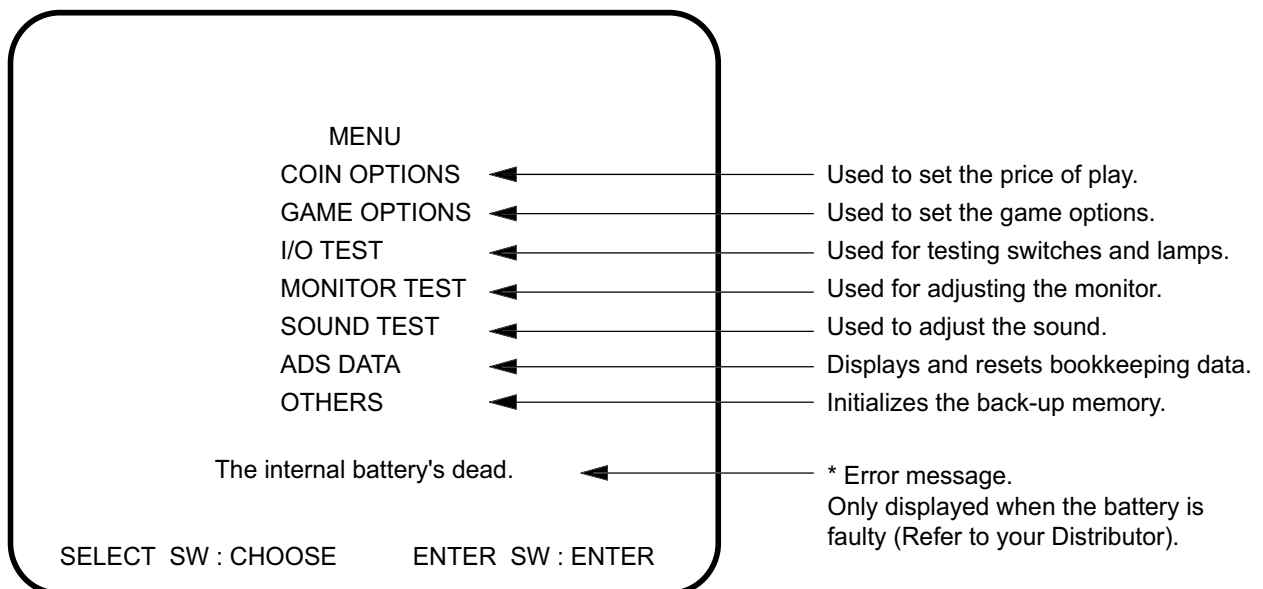 MENU
COIN OPTIONS
Used to set the price of play.
GAME OPTIONS
Used to set the game options.
I/O TEST
Used for testing switches and lamps.
MONITOR TEST
Used for adjusting the monitor.
SOUND TEST
Used to adjust the sound.
ADS DATA
Displays and resets bookkeeping data.
OTHERS
Initializes the back-up memory.
The internal battery's dead.
* Error message.
Only displayed when the battery is
faulty (Refer to your Distributor).
SELECT SW : CHOOSE
ENTER SW : ENTER